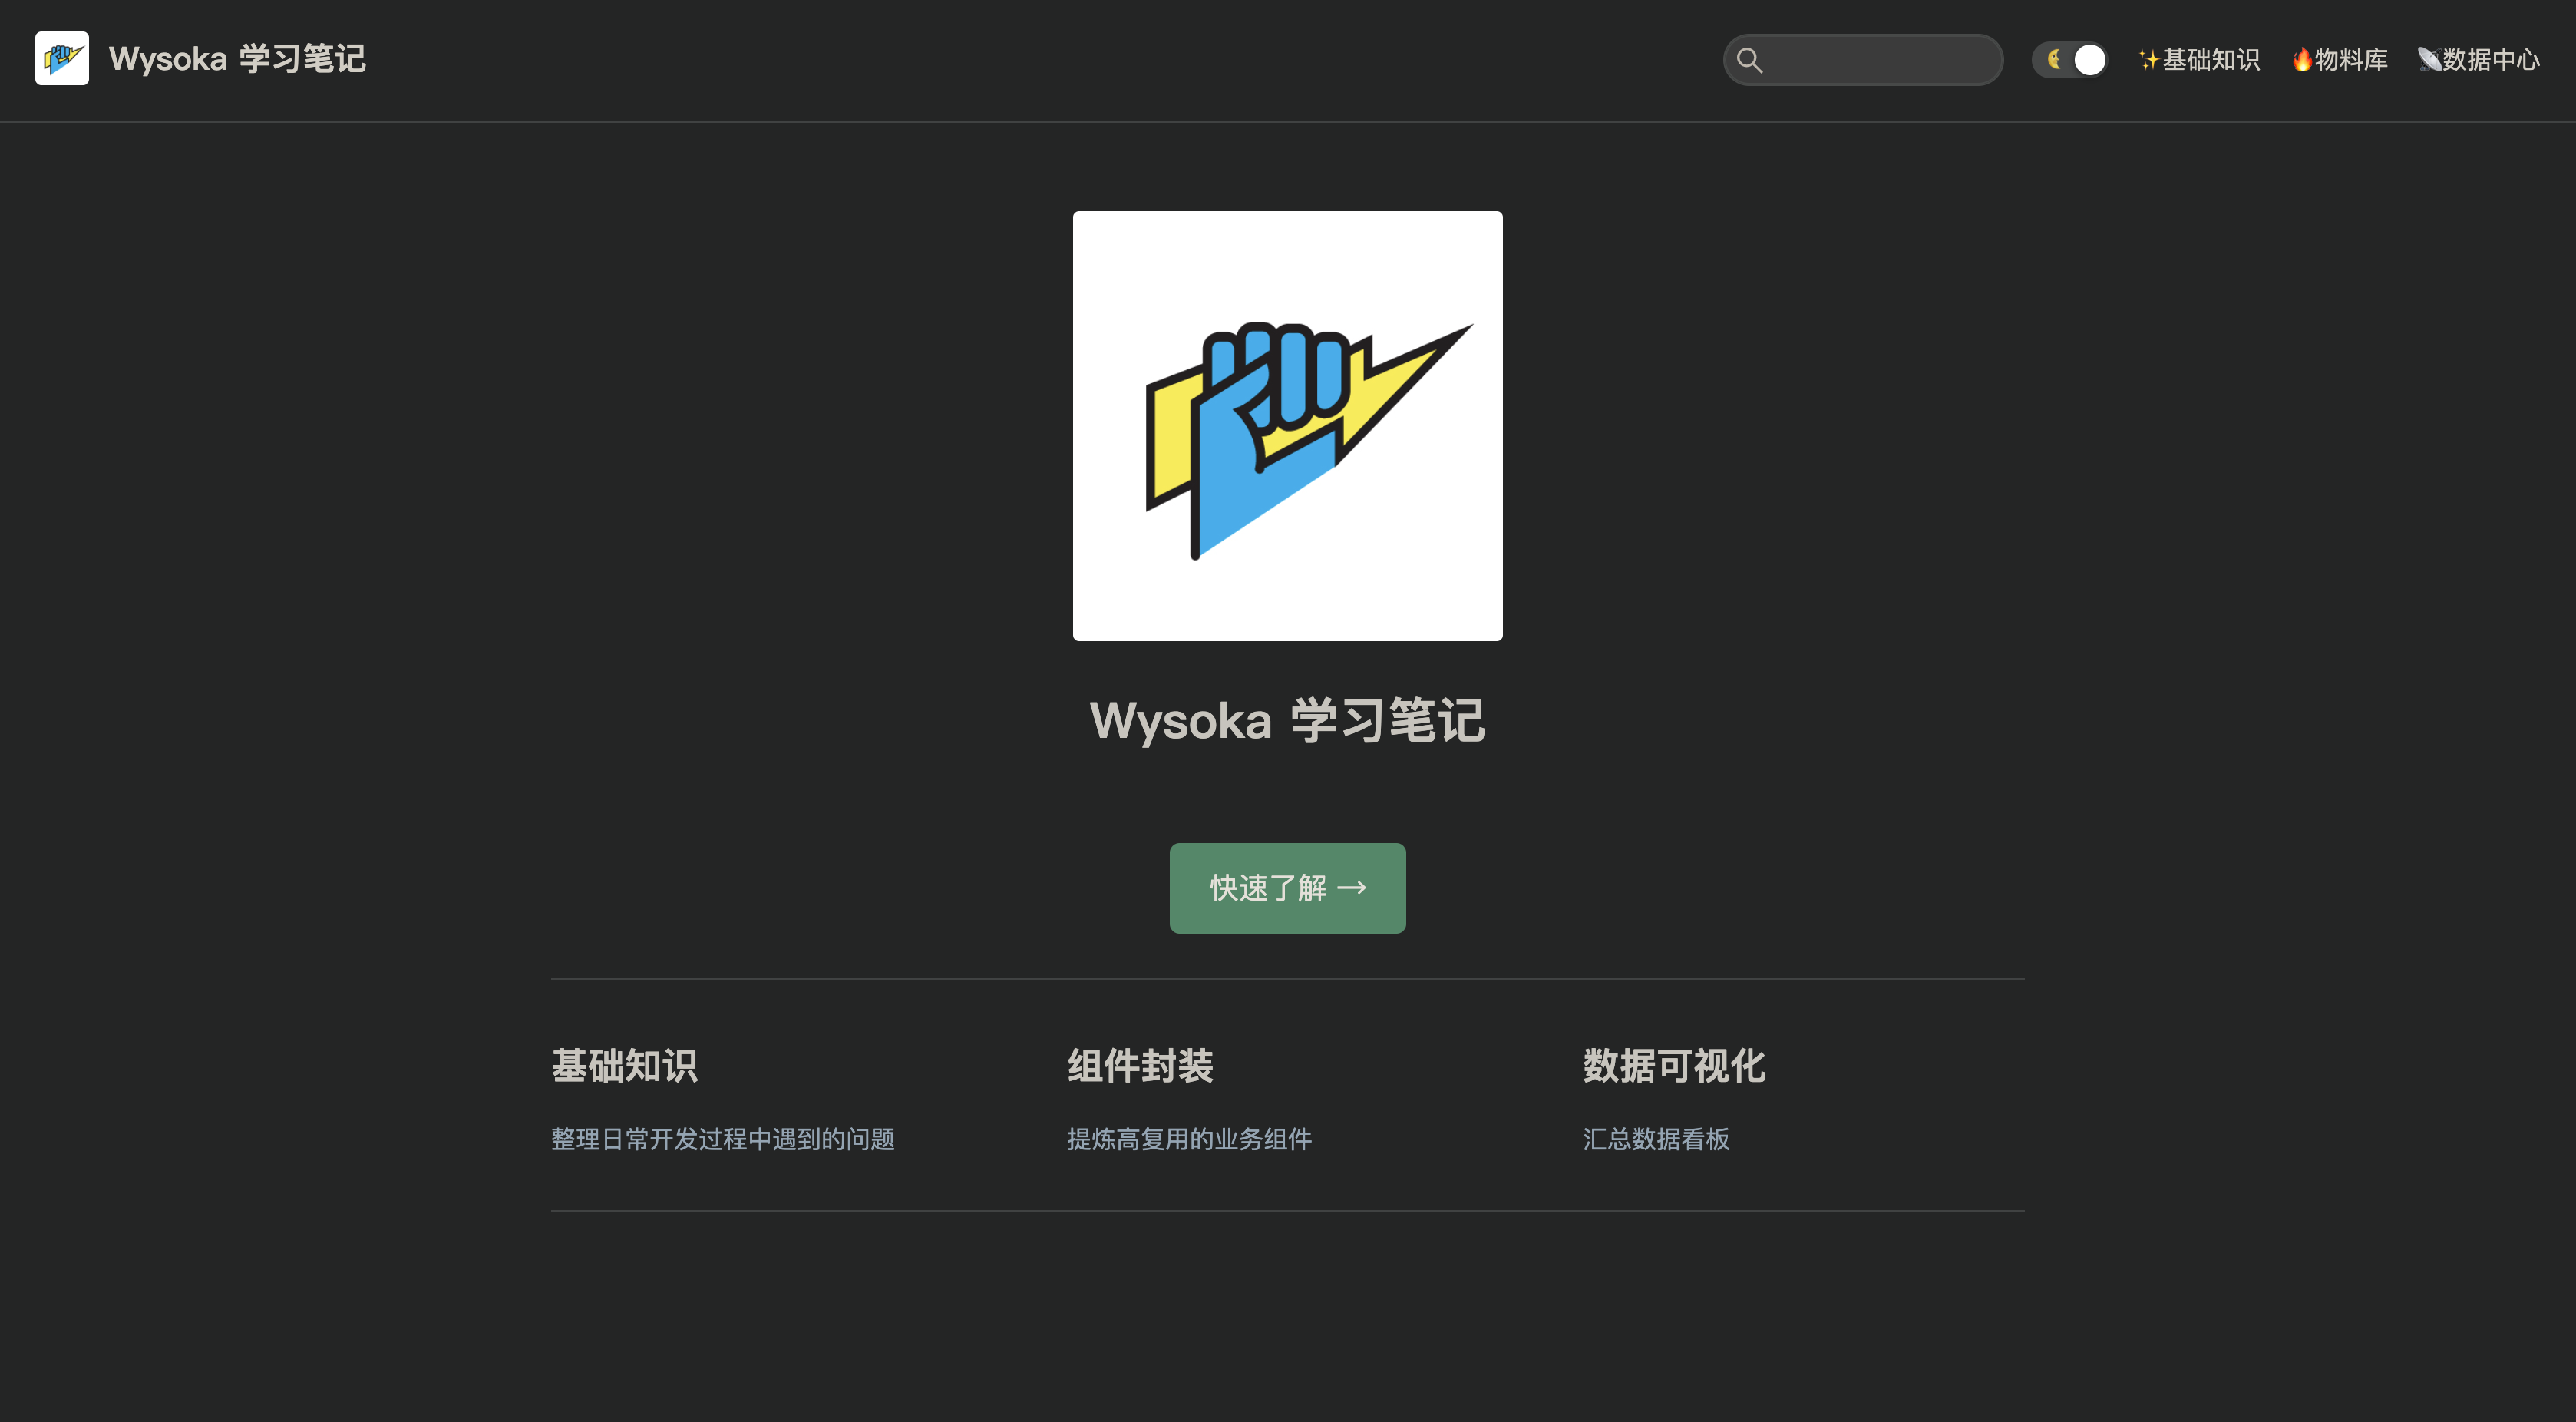 Wysoka 学习笔记
✨基础知识 🔥物料库 📡数据中心
Wysoka 学习笔记
快速了解 →
基础知识
整理日常开发过程中遇到的问题
组件封装
提炼高复用的业务组件
数据可视化
汇总数据看板